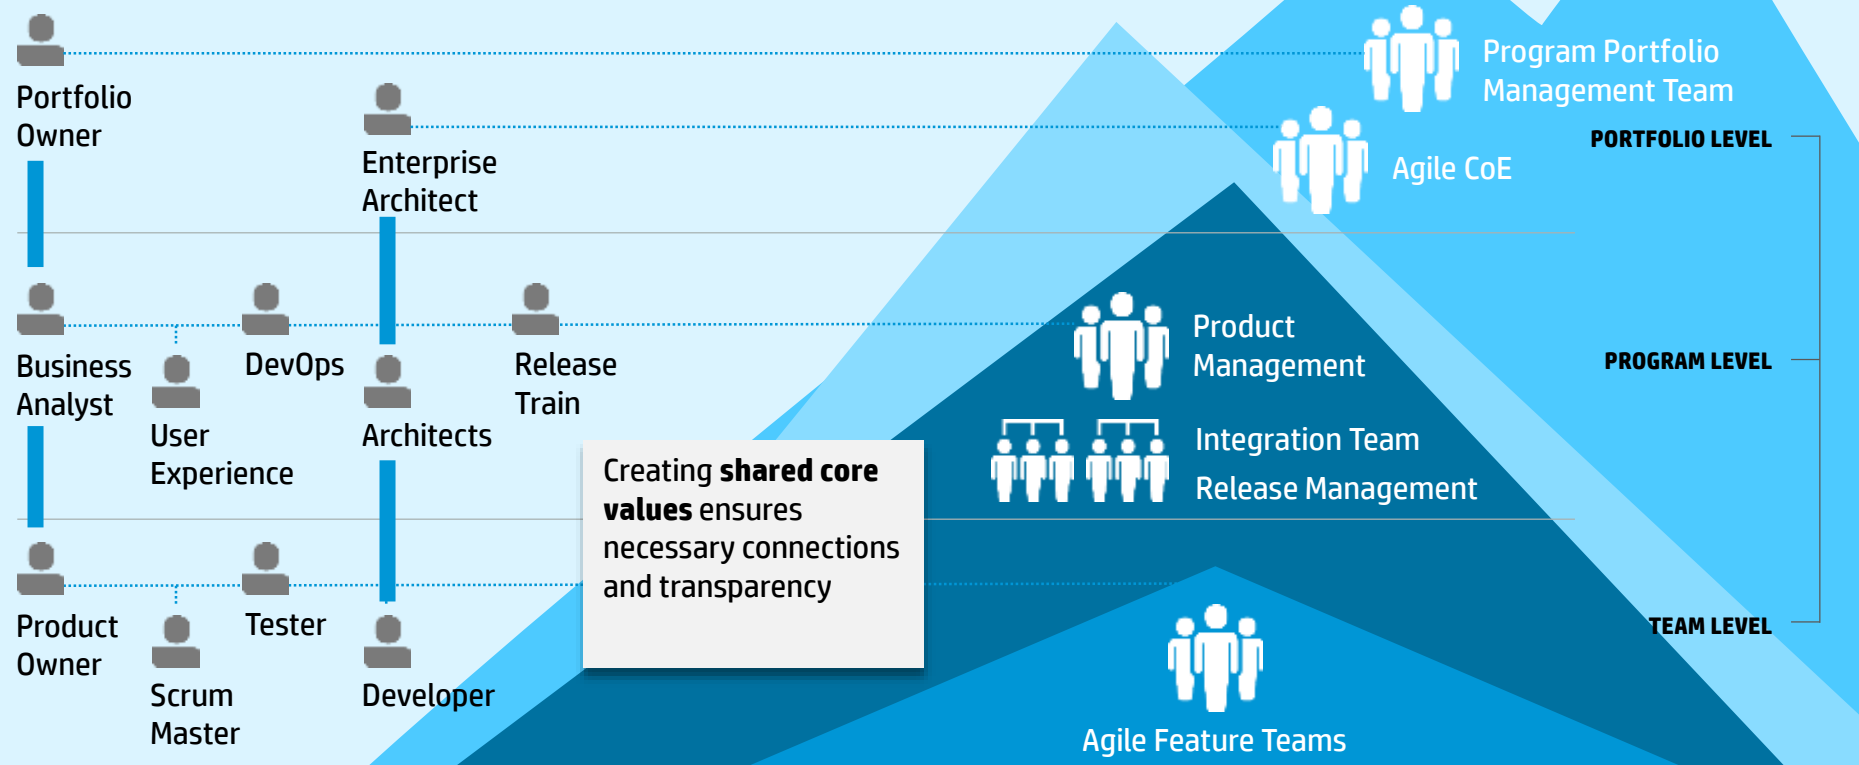 Portfolio
Owner
Enterprise
Architect
Program Portfolio
Management Team
PORTFOLIO LEVEL
Agile CoE
Business
Analyst
User
Experience
DevOps
Architects
Release
Train
Product
Management
PROGRAM LEVEL
Integration Team
Release Management
Creating shared core
values ensures
necessary connections
and transparency
Product
Owner
Scrum
Master
Tester
Developer
TEAM LEVEL
Agile Feature Teams